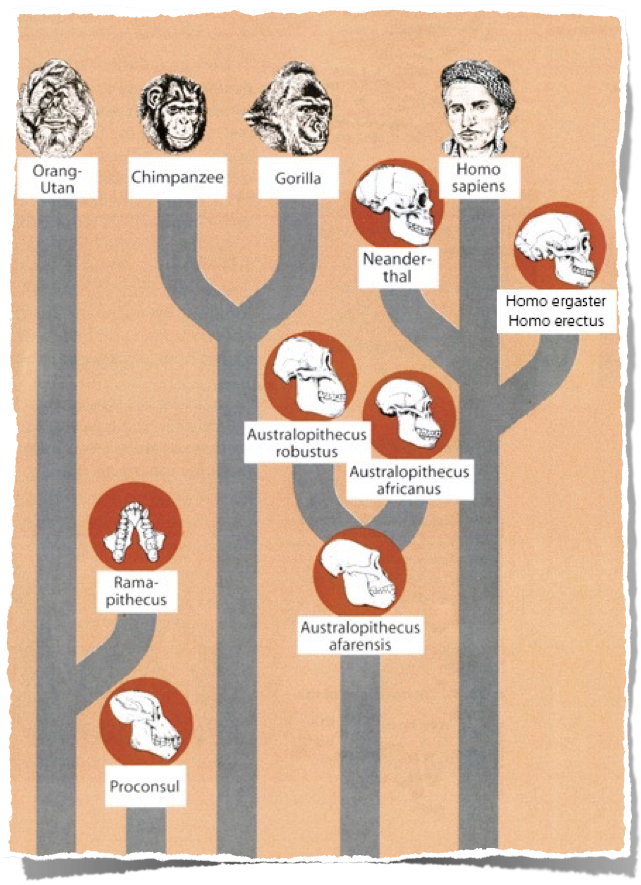 Orang-
Utan
Chimpanzee
Gorilla
Homo
sapiens
Neander-
thal
Homo ergaster
Homo erectus
Australopithecus
robustus
Australopithecus
africanus
Rama-
pithecus
Australopithecus
afarensis
Proconsul